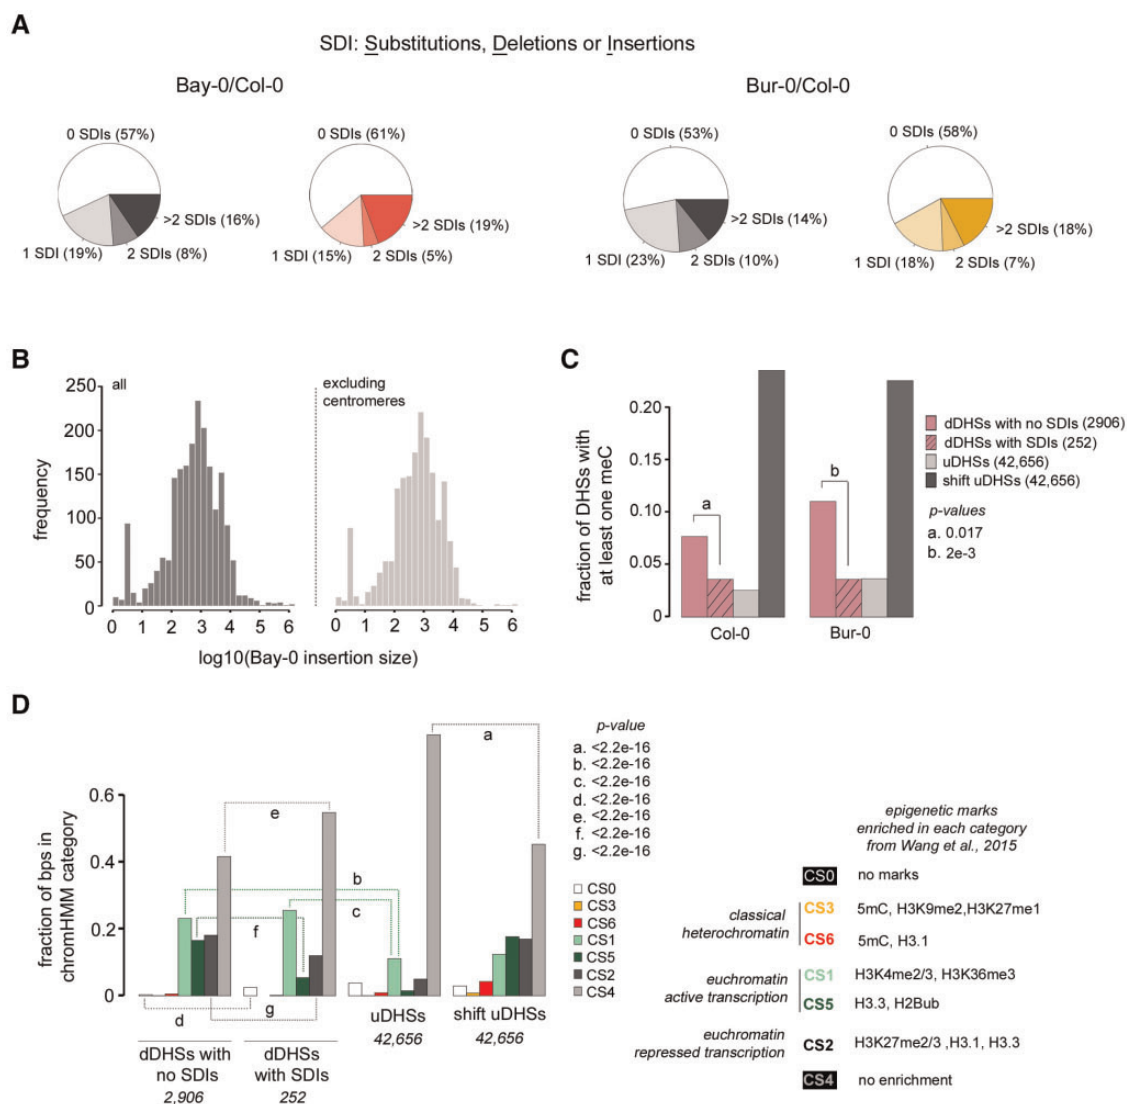 A
SDI: Substitutions, Deletions or Insertions
Bay-0/Col-0
Bur-0/Col-0
0 SDIs (57%)
>2 SDIs (16%)
1 SDI (19%)
2 SDIs (8%)
0 SDIs (61%)
>2 SDIs (19%)
1 SDI (15%)
2 SDIs (5%)
0 SDIs (53%)
>2 SDIs (14%)
1 SDI (23%)
2 SDIs (10%)
0 SDIs (58%)
>2 SDIs (18%)
1 SDI (18%)
2 SDIs (7%)
B
frequency
250
200
150
100
50
0
all
excluding
centromeres
0 1 2 3 4 5 6
0 1 2 3 4 5 6
log10(Bay-0 insertion size)
C
fraction of DHSs with
at least one meC
0.20
0.15
0.10
0.05
0
a
b
Col-0
Bur-0
dDHSs with no SDIs (2906)
dDHSs with SDIs (252)
uDHSs (42,656)
shift uDHSs (42,656)
p-values
a. 0.017
b. 2e-3
D
fraction of bps in
chromHMM category
0.6
0.4
0.2
0
a
e
b
c
f
d
g
dDHSs with
no SDIs
2,906
dDHSs
with SDIs
252
uDHSs
42,656
shift uDHSs
42,656
p-value
a. <2.2e-16
b. <2.2e-16
c. <2.2e-16
d. <2.2e-16
e. <2.2e-16
f. <2.2e-16
g. <2.2e-16
CS0
CS3
CS6
CS1
CS5
CS2
CS4
epigenetic marks
enriched in each category
from Wang et al., 2015
CS0 no marks
classical
heterochromatin
CS3 5mC, H3K9me2,H3K27me1
CS6 5mC, H3.1
euchromatin
active transcription
CS1 H3K4me2/3, H3K36me3
CS5 H3.3, H2Bub
euchromatin
repressed transcription
CS2 H3K27me2/3 ,H3.1, H3.3
CS4 no enrichment